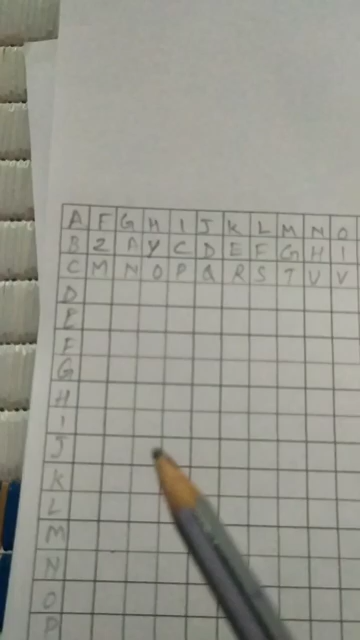 A F G H I J K L M N O
B Z A Y C D E F G H I
C M N O P Q R S T U V
D
E
F
G
H
I
J
K
L
M
N
O
P